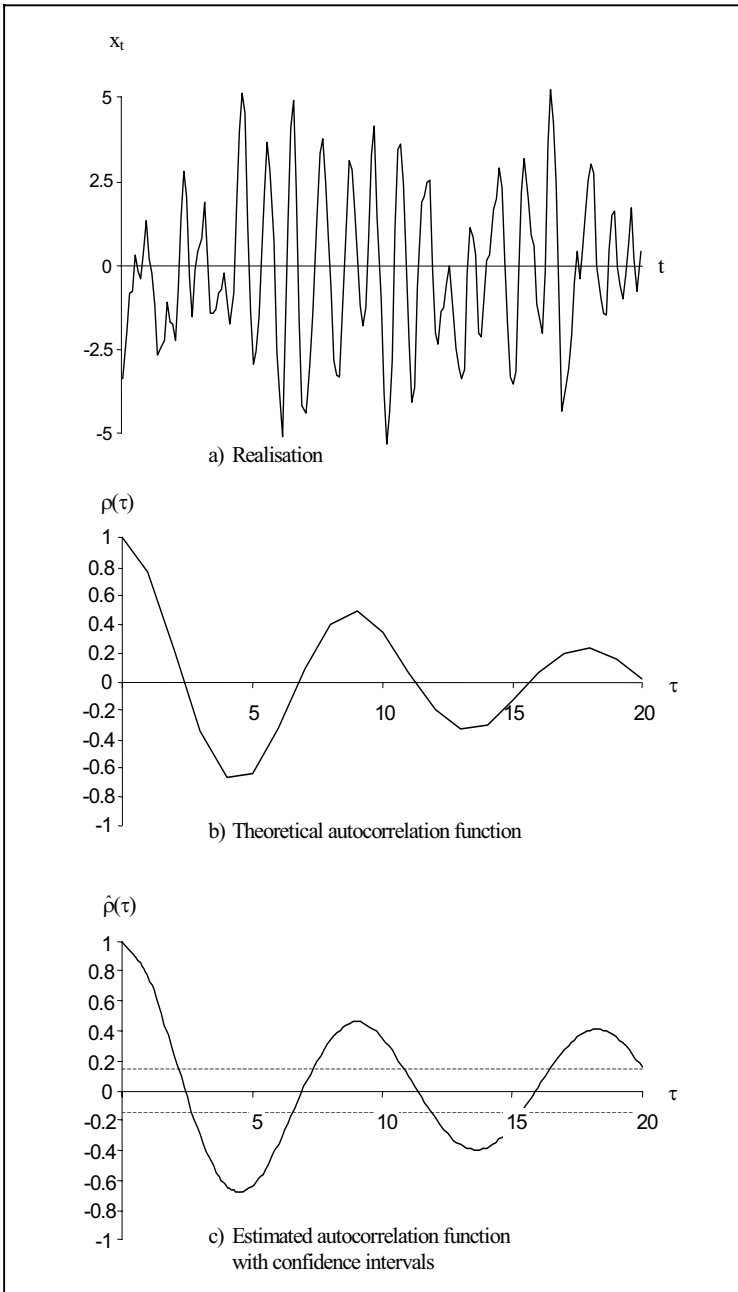 xₜ
5
2.5
0
t
-2.5
-5
a) Realisation
ρ(τ)
1
0.8
0.6
0.4
0.2
0
5 10 15 20 τ
-0.2
-0.4
-0.6
-0.8
-1
b) Theoretical autocorrelation function
ρ̂(τ)
1
0.8
0.6
0.4
0.2
0
5 10 15 20 τ
-0.2
-0.4
-0.6
-0.8
-1
c) Estimated autocorrelation function
with confidence intervals